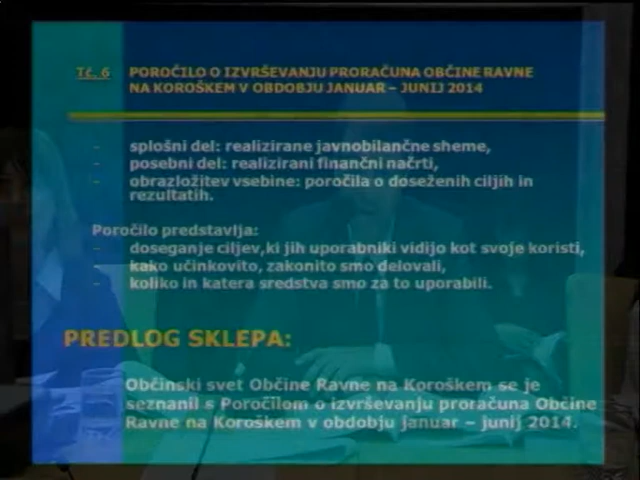 Tč. 6 POROČILO O IZVRŠEVANJU PRORAČUNA OBČINE RAVNE
NA KOROŠKEM V OBDOBJU JANUAR – JUNIJ 2014
- splošni del: realizirane javnobilančne sheme,
- posebni del: realizirani finančni načrti,
- obrazložitev vsebine: poročila o doseženih ciljih in
rezultatih.
Poročilo predstavlja:
- doseganje ciljev,ki jih uporabniki vidijo kot svoje koristi,
- kako učinkovito, zakonito smo delovali,
- koliko in katera sredstva smo za to uporabili.
PREDLOG SKLEPA:
Občinski svet Občine Ravne na Koroškem se je
seznanil s Poročilom o izvrševanju proračuna Občine
Ravne na Koroškem v obdobju januar – junij 2014.